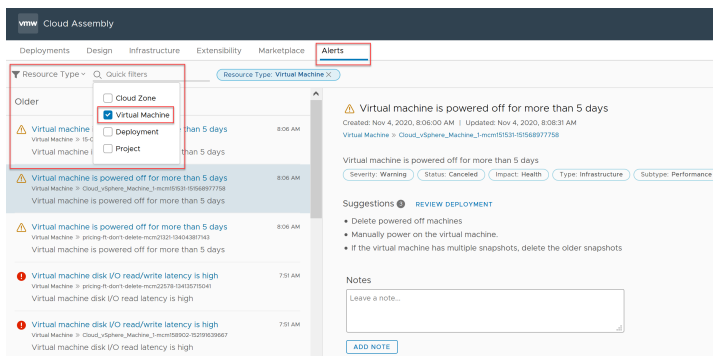 vmw Cloud Assembly
Deployments Design Infrastructure Extensibility Marketplace Alerts
Resource Type Quick filters Resource Type: Virtual Machine ×
Older
Cloud Zone
Virtual Machine
Deployment
Project
Virtual machine than 5 days 8:06 AM
Virtual Machine »
Virtual machine than 5 days
Virtual machine is powered off for more than 5 days 8:06 AM
Virtual Machine » Cloud_vSphere_Machine_1-mcm151531-151568977758
Virtual machine is powered off for more than 5 days
Virtual machine is powered off for more than 5 days 8:06 AM
Virtual Machine » pricing-ft-don't-delete-mcm21321-134043817143
Virtual machine is powered off for more than 5 days
Virtual machine disk I/O read/write latency is high 7:51 AM
Virtual Machine » pricing-ft-don't-delete-mcm22578-134135715041
Virtual machine disk I/O read latency is high
Virtual machine disk I/O read/write latency is high 7:51 AM
Virtual Machine » Cloud_vSphere_Machine_1-mcm158902-152191639667
Virtual machine disk I/O read latency is high
Virtual machine is powered off for more than 5 days
Created: Nov 4, 2020, 8:06:00 AM | Updated: Nov 4, 2020, 8:08:31 AM
Virtual Machine » Cloud_vSphere_Machine_1-mcm151531-151568977758
Virtual machine is powered off for more than 5 days
Severity: Warning Status: Canceled Impact: Health Type: Infrastructure Subtype: Performance
Suggestions 3 REVIEW DEPLOYMENT
• Delete powered off machines
• Manually power on the virtual machine.
• If the virtual machine has multiple snapshots, delete the older snapshots
Notes
Leave a note...
ADD NOTE